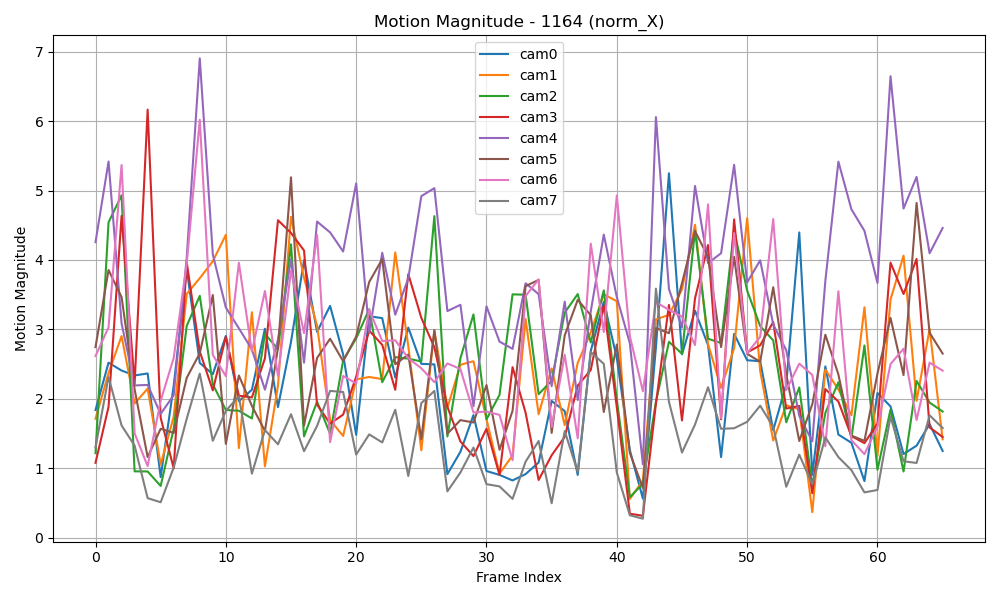 Motion Magnitude - 1164 (norm_X)
cam0
cam1
cam2
cam3
cam4
cam5
cam6
cam7
Motion Magnitude
7
6
5
4
3
2
1
0
0 10 20 30 40 50 60
Frame Index